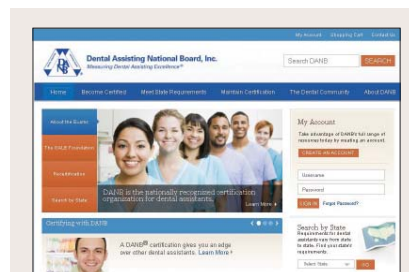 My Account Shopping Cart Contact Us
DANB
Dental Assisting National Board, Inc.
Measuring Dental Assisting Excellence®
Search DANB
SEARCH
Home Become Certified Meet State Requirements Maintain Certification The Dental Community About DANB
About the Exams
The DALE Foundation
Recertification
Search by State
DANB is the nationally recognized certification
organization for dental assistants.
Learn More
My Account
Take advantage of DANB's full range of
resources today by creating an account.
CREATE AN ACCOUNT
Username
Password
SIGN IN Forgot Password?
Certifying with DANB
A DANB® certification gives you an edge
over other dental assistants. Learn More
Search by State
Requirements for dental
assistants vary from state
to state. Find your state's
requirements.
Select State
GO